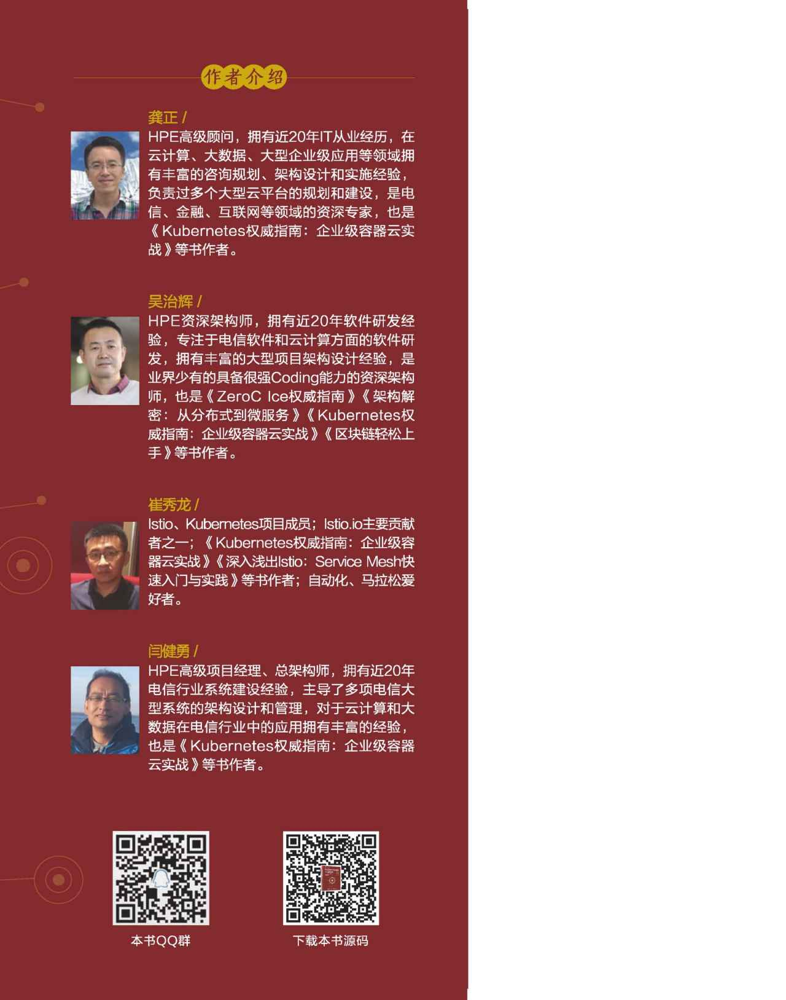 作者介绍
龚正 /
HPE高级顾问，拥有近20年IT从业经历，在
云计算、大数据、大型企业级应用等领域拥
有丰富的咨询规划、架构设计和实施经验，
负责过多个大型云平台的规划和建设，是电
信、金融、互联网等领域的资深专家，也是
《Kubernetes权威指南：企业级容器云实
战》等书作者。
吴治辉 /
HPE资深架构师，拥有近20年软件研发经
验，专注于电信软件和云计算方面的软件研
发，拥有丰富的大型项目架构设计经验，是
业界少有的具备很强Coding能力的资深架构
师，也是《ZeroC Ice权威指南》《架构解
密：从分布式到微服务》《Kubernetes权
威指南：企业级容器云实战》《区块链轻松上
手》等书作者。
崔秀龙 /
Istio、Kubernetes项目成员；Istio.io主要贡献
者之一；《Kubernetes权威指南：企业级容
器云实战》《深入浅出Istio：Service Mesh快
速入门与实践》等书作者；自动化、马拉松爱
好者。
闫健勇 /
HPE高级项目经理、总架构师，拥有近20年
电信行业系统建设经验，主导了多项电信大
型系统的架构设计和管理，对于云计算和大
数据在电信行业中的应用拥有丰富的经验，
也是《Kubernetes权威指南：企业级容器
云实战》等书作者。
本书QQ群
下载本书源码